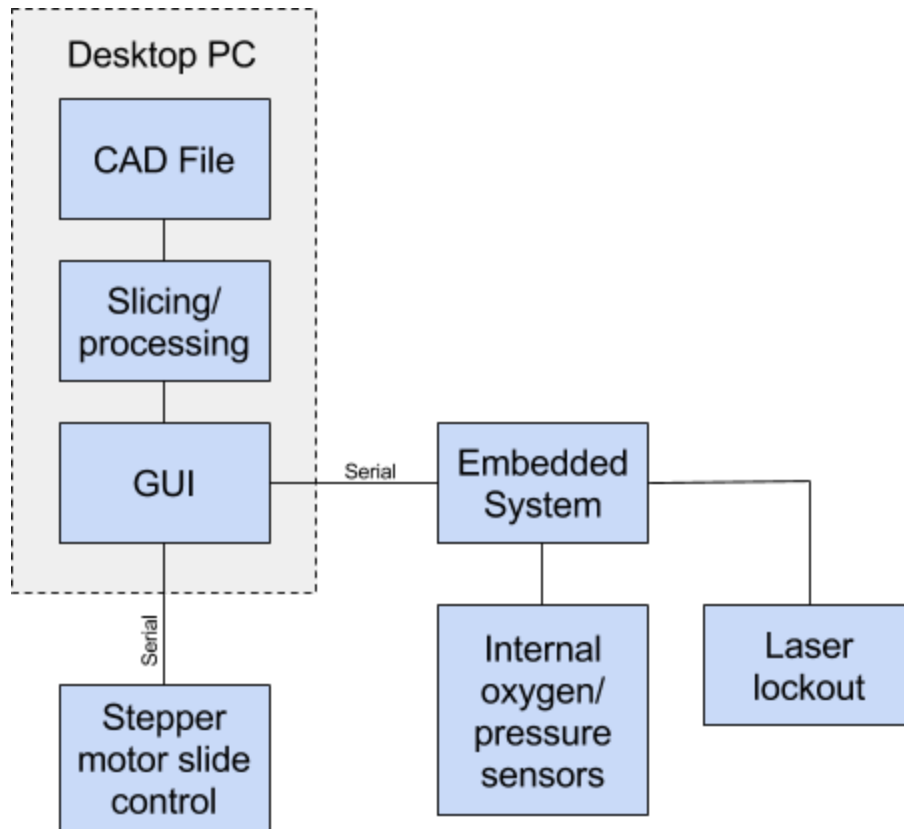 Desktop PC
CAD File
Slicing/
processing
GUI
Serial
Embedded
System
Serial
Internal
oxygen/
pressure
sensors
Laser
lockout
Stepper
motor slide
control